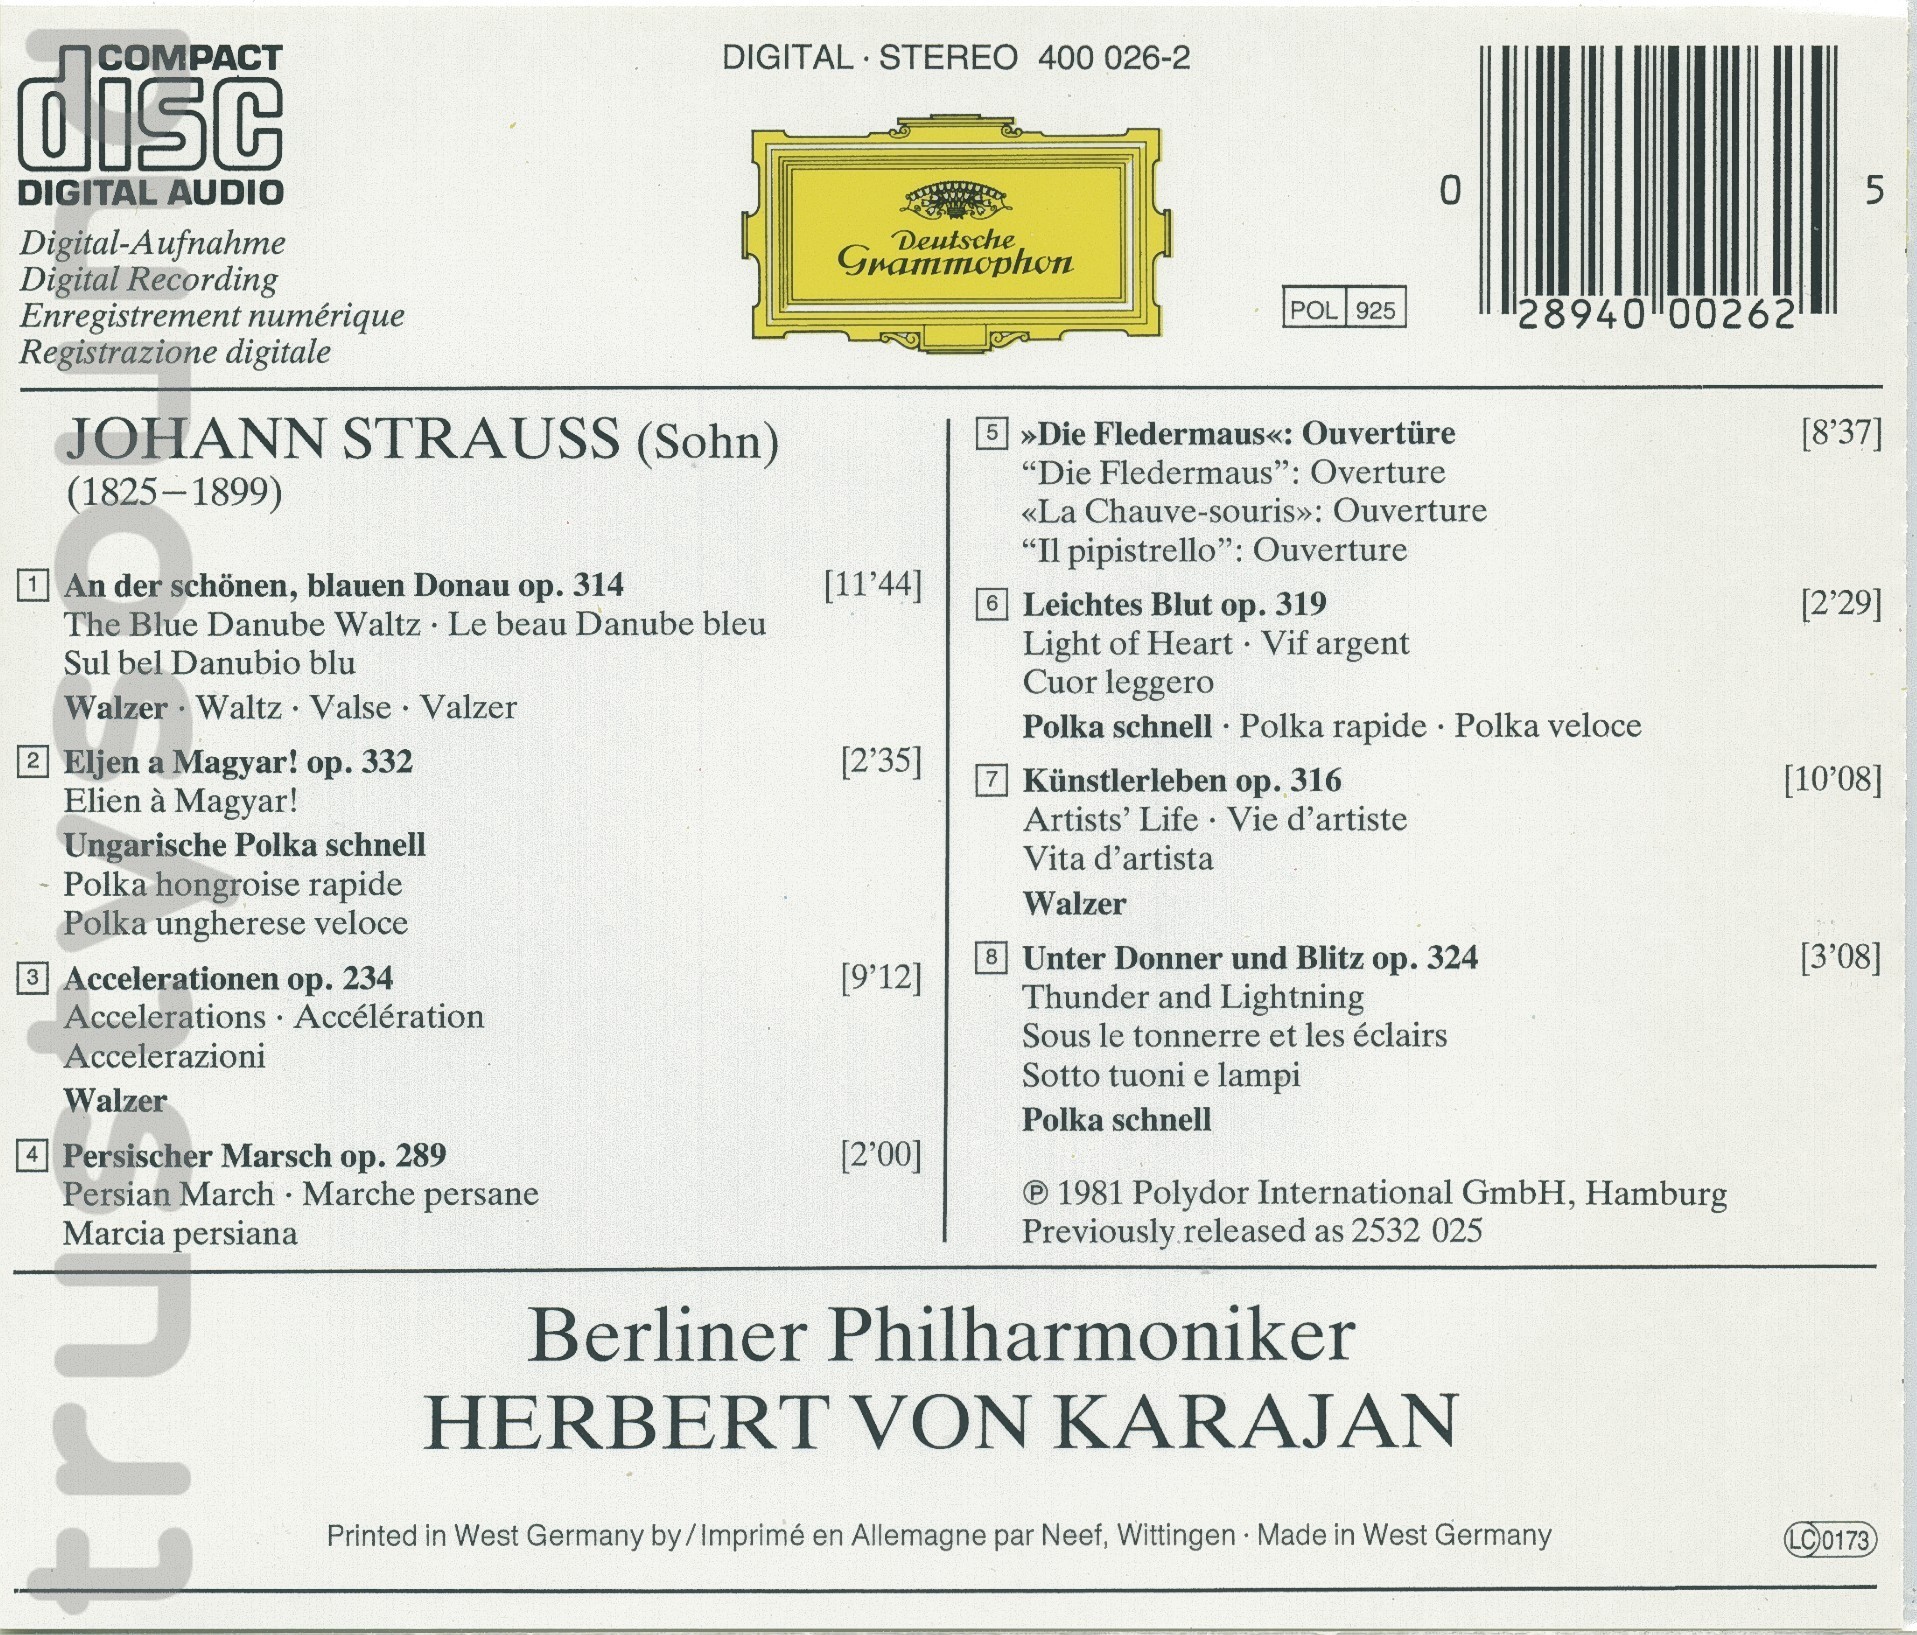 COMPACT
disc
DIGITAL AUDIO
Digital-Aufnahme
Digital Recording
Enregistrement numérique
Registrazione digitale
DIGITAL · STEREO 400 026-2
Deutsche
Grammophon
POL 925
0 28940 00262 5
JOHANN STRAUSS (Sohn)
(1825–1899)
1 An der schönen, blauen Donau op. 314 [11’44]
The Blue Danube Waltz · Le beau Danube bleu
Sul bel Danubio blu
Walzer · Waltz · Valse · Valzer
2 Eljen a Magyar! op. 332 [2’35]
Elien à Magyar!
Ungarische Polka schnell
Polka hongroise rapide
Polka ungherese veloce
3 Accelerationen op. 234 [9’12]
Accelerations · Accélération
Accelerazioni
Walzer
4 Persischer Marsch op. 289 [2’00]
Persian March · Marche persane
Marcia persiana
5 »Die Fledermaus«: Ouvertüre [8’37]
“Die Fledermaus”: Overture
«La Chauve-souris»: Ouverture
“Il pipistrello”: Ouverture
6 Leichtes Blut op. 319 [2’29]
Light of Heart · Vif argent
Cuor leggero
Polka schnell · Polka rapide · Polka veloce
7 Künstlerleben op. 316 [10’08]
Artists’ Life · Vie d’artiste
Vita d’artista
Walzer
8 Unter Donner und Blitz op. 324 [3’08]
Thunder and Lightning
Sous le tonnerre et les éclairs
Sotto tuoni e lampi
Polka schnell
℗ 1981 Polydor International GmbH, Hamburg
Previously released as 2532 025
Berliner Philharmoniker
HERBERT VON KARAJAN
Printed in West Germany by / Imprimé en Allemagne par Neef, Wittingen · Made in West Germany
LC 0173
trustysound